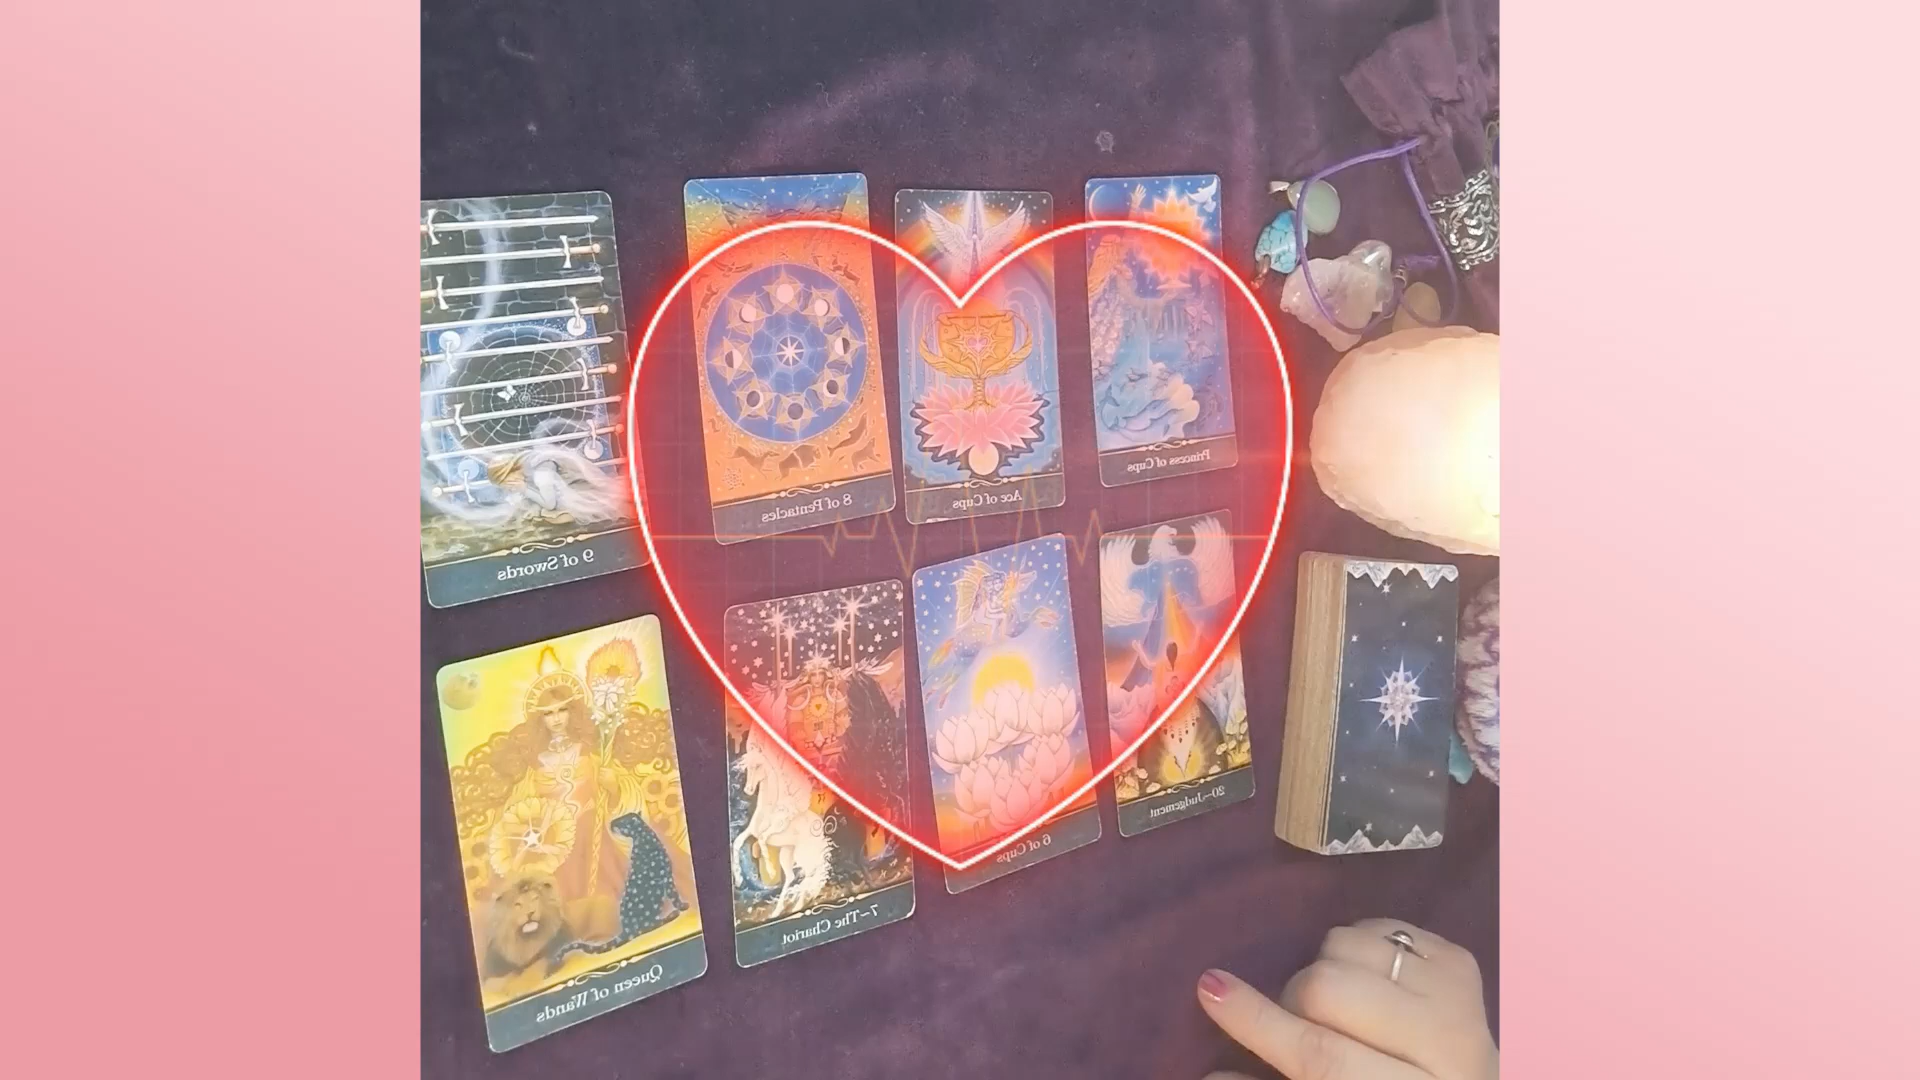 9 of Swords
8 of Pentacles
Ace of Cups
Princess of Cups
Queen of Wands
7~The Chariot
6 of Cups
20~Judgement